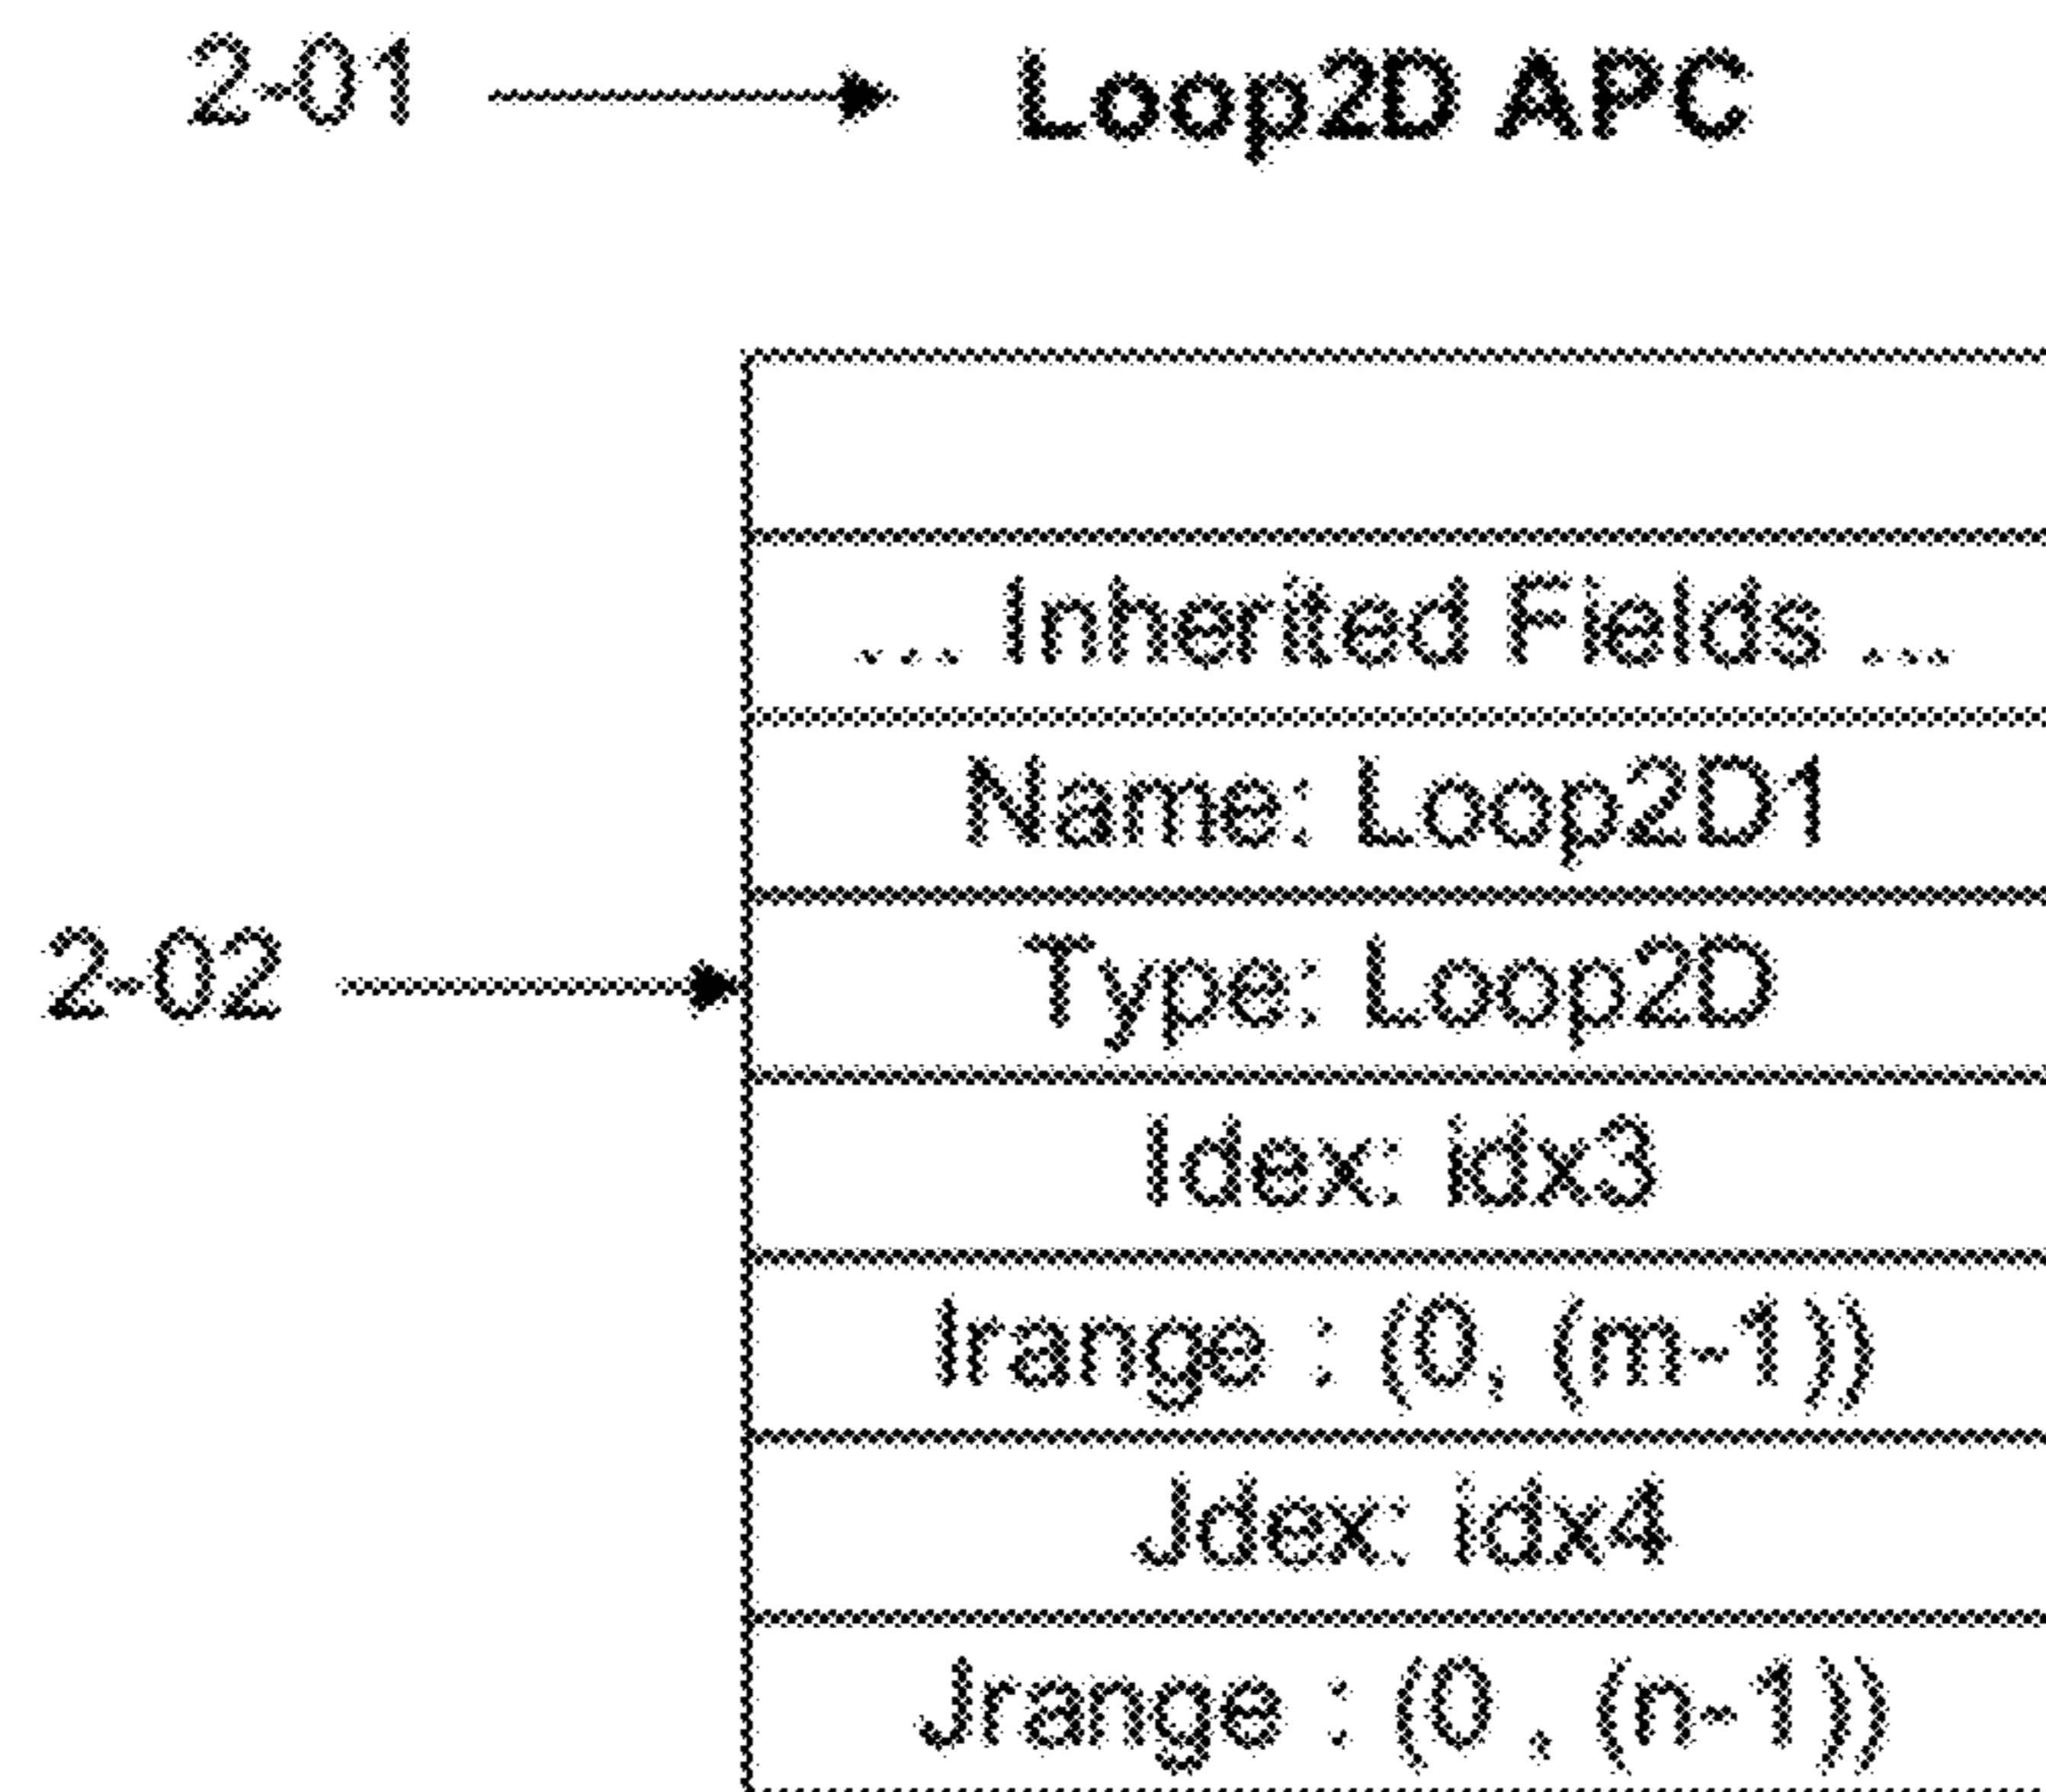 2-01 Loop2D APC
... Inherited Fields ...
Name: Loop2D1
2-02 Type: Loop2D
Idex: idx3
Irange : (0, (m-1))
Jdex: idx4
Jrange : (0 , (n-1))